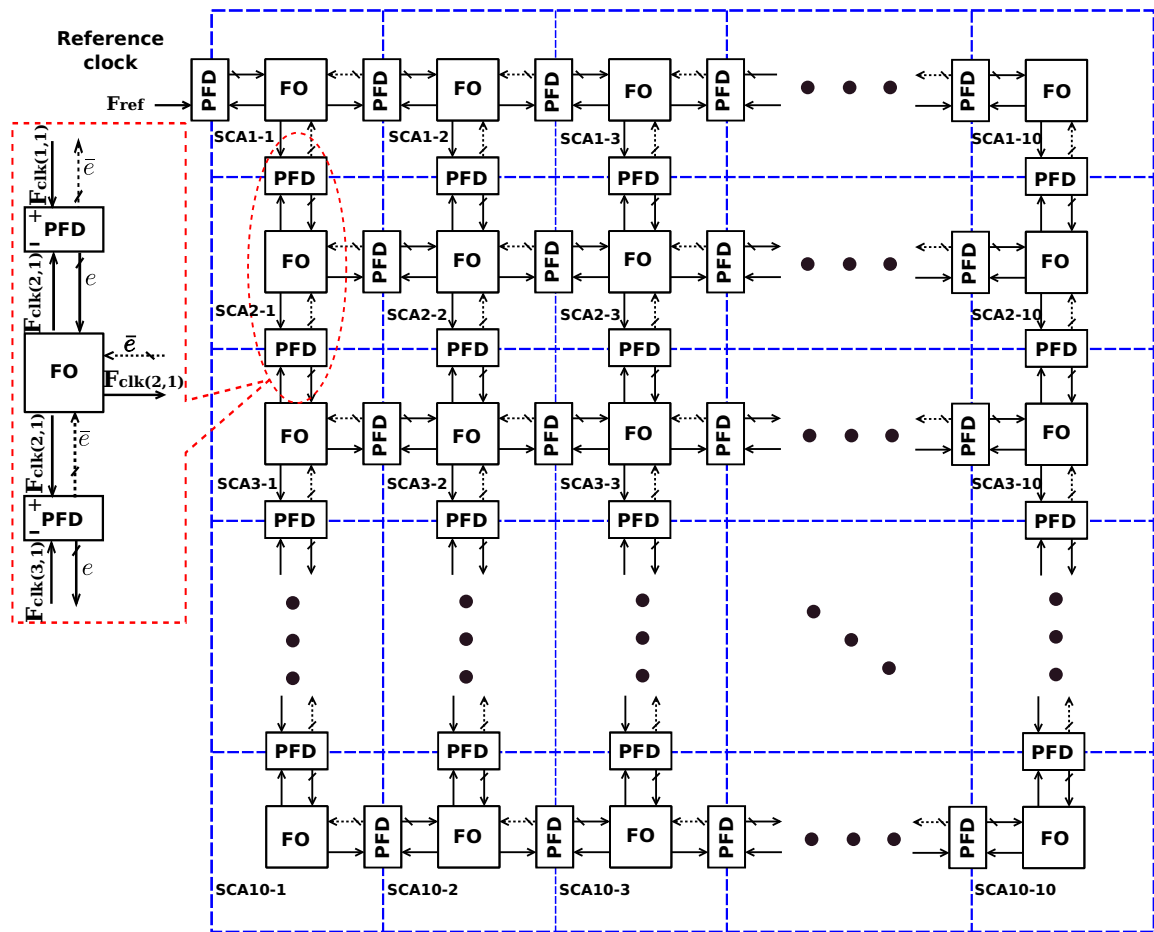 Reference
clock
Fref
PFD FO PFD FO PFD FO PFD PFD FO
SCA1-1 SCA1-2 SCA1-3 SCA1-10
PFD PFD PFD PFD
FO PFD FO PFD FO PFD PFD FO
SCA2-1 SCA2-2 SCA2-3 SCA2-10
PFD PFD PFD PFD
FO PFD FO PFD FO PFD PFD FO
SCA3-1 SCA3-2 SCA3-3 SCA3-10
PFD PFD PFD PFD
PFD PFD PFD PFD
FO PFD FO PFD FO PFD PFD FO
SCA10-1 SCA10-2 SCA10-3 SCA10-10
Fclk(1,1) ē
+
PFD
−
Fclk(2,1) e
FO
ē
Fclk(2,1)
Fclk(2,1) ē
+
PFD
−
Fclk(3,1) e